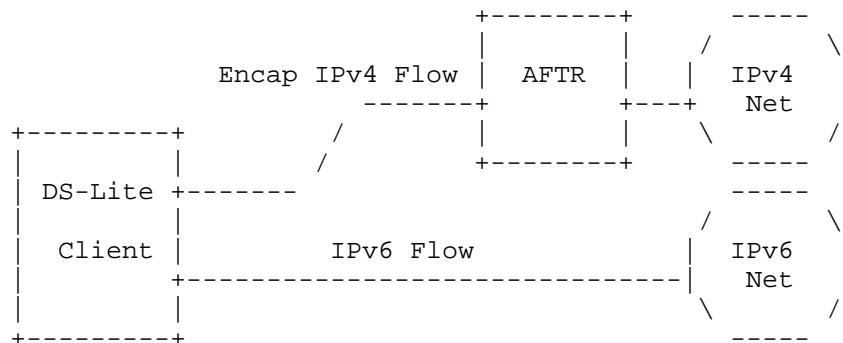 Encap IPv4 Flow
AFTR
IPv4
Net
DS-Lite
Client
IPv6 Flow
IPv6
Net